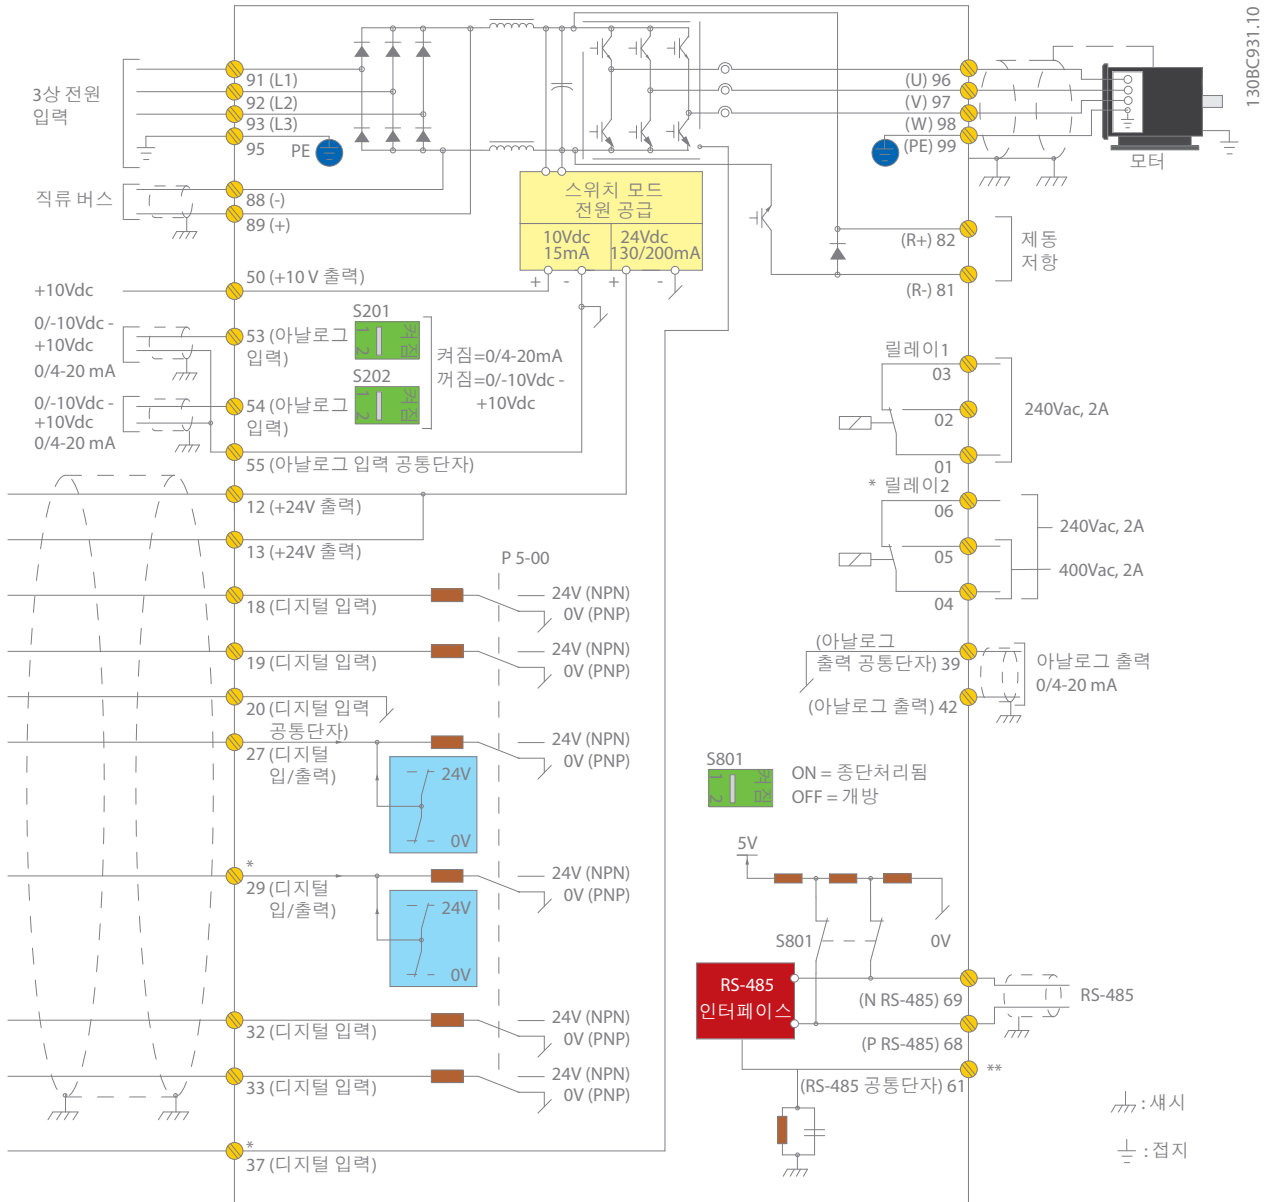 130BC931.10
3상 전원
입력
91 (L1)
92 (L2)
93 (L3)
95
PE
직류 버스
88 (-)
89 (+)
스위치 모드
전원 공급
10Vdc
15mA
24Vdc
130/200mA
+
-
+
-
(U) 96
(V) 97
(W) 98
(PE) 99
모터
(R+) 82
(R-) 81
제동
저항
+10Vdc
50 (+10 V 출력)
0/-10Vdc -
+10Vdc
0/4-20 mA
53 (아날로그
입력)
S201
켜짐
1 2
S202
켜짐
1 2
켜짐=0/4-20mA
꺼짐=0/-10Vdc -
+10Vdc
0/-10Vdc -
+10Vdc
0/4-20 mA
54 (아날로그
입력)
55 (아날로그 입력 공통단자)
12 (+24V 출력)
13 (+24V 출력)
P 5-00
18 (디지털 입력)
24V (NPN)
0V (PNP)
19 (디지털 입력)
24V (NPN)
0V (PNP)
20 (디지털 입력
공통단자)
27 (디지털
입/출력)
24V (NPN)
0V (PNP)
24V
0V
*
29 (디지털
입/출력)
24V (NPN)
0V (PNP)
24V
0V
32 (디지털 입력)
24V (NPN)
0V (PNP)
33 (디지털 입력)
24V (NPN)
0V (PNP)
*
37 (디지털 입력)
릴레이1
03
02
01
240Vac, 2A
* 릴레이2
06
05
04
240Vac, 2A
400Vac, 2A
(아날로그
출력 공통단자) 39
(아날로그 출력) 42
아날로그 출력
0/4-20 mA
S801
켜짐
1 2
ON = 종단처리됨
OFF = 개방
5V
S801
0V
RS-485
인터페이스
(N RS-485) 69
(P RS-485) 68
RS-485
(RS-485 공통단자) 61
**
: 섀시
: 접지